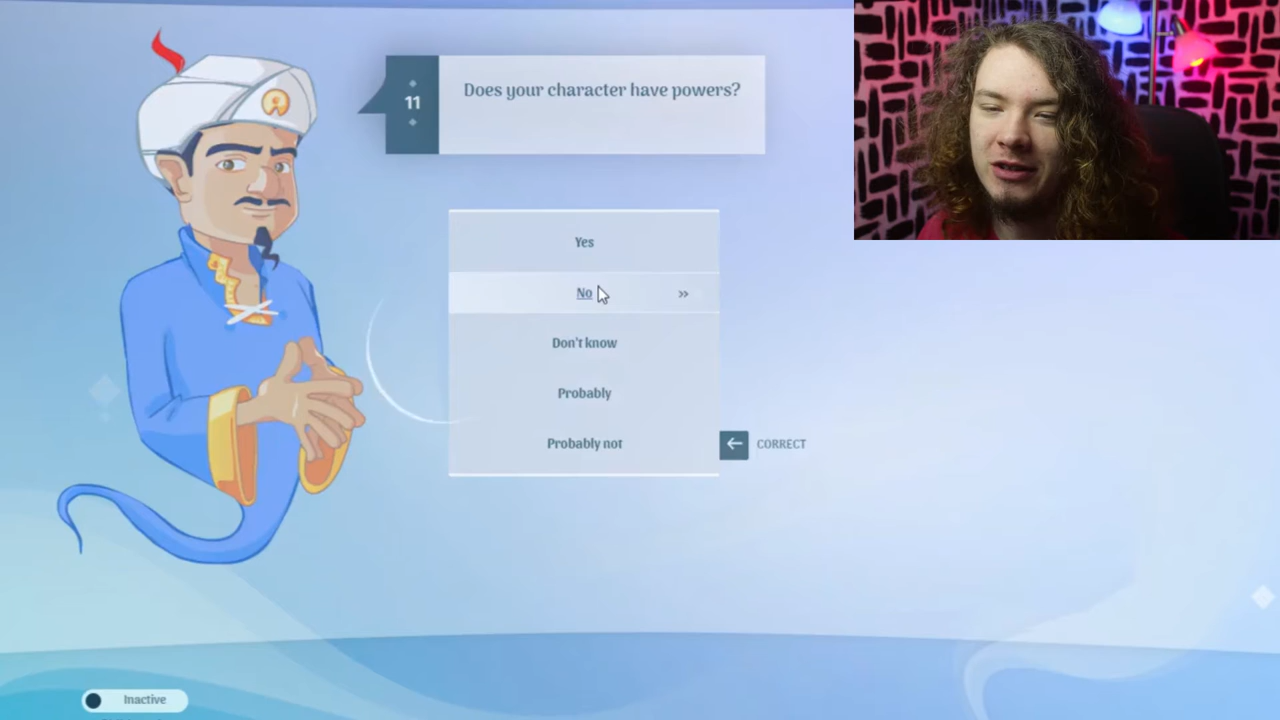 11
Does your character have powers?
Yes
No »
Don't know
Probably
Probably not
CORRECT
Inactive